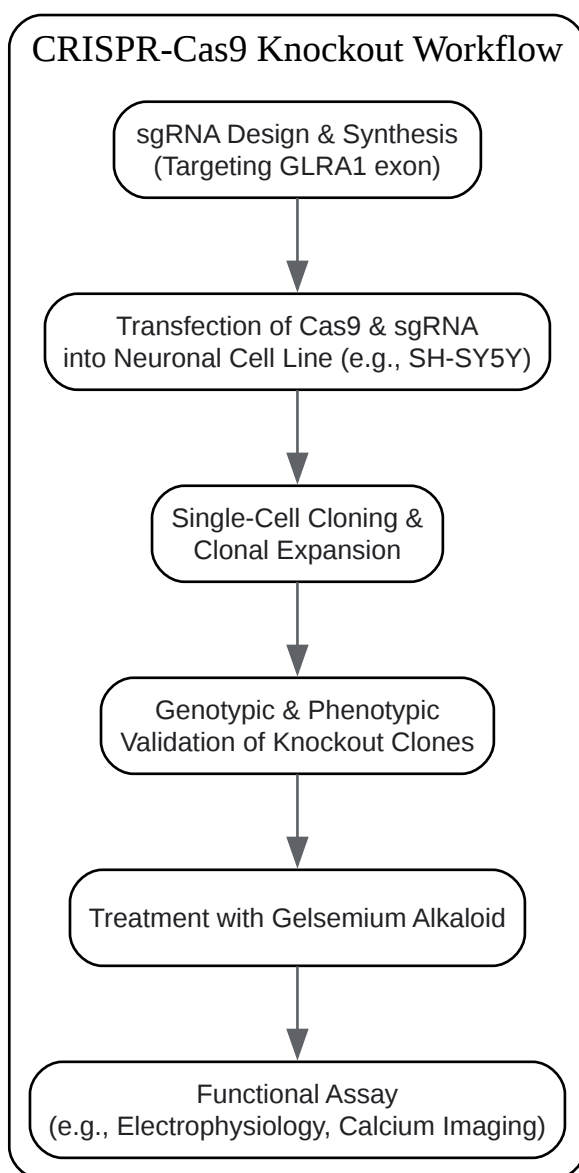 CRISPR-Cas9 Knockout Workflow
sgRNA Design & Synthesis
(Targeting GLRA1 exon)
Transfection of Cas9 & sgRNA
into Neuronal Cell Line (e.g., SH-SY5Y)
Single-Cell Cloning &
Clonal Expansion
Genotypic & Phenotypic
Validation of Knockout Clones
Treatment with Gelsemium Alkaloid
Functional Assay
(e.g., Electrophysiology, Calcium Imaging)